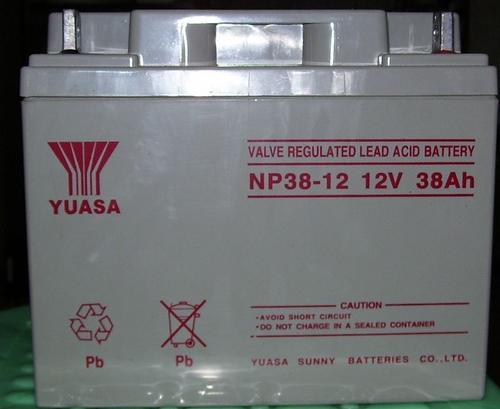 YUASA
VALVE REGULATED LEAD ACID BATTERY
NP38-12 12V 38Ah
CAUTION
•AVOID SHORT CIRCUIT
•DO NOT CHARGE IN A SEALED CONTAINER
Pb
Pb
YUASA SUNNY BATTERIES CO.,LTD.